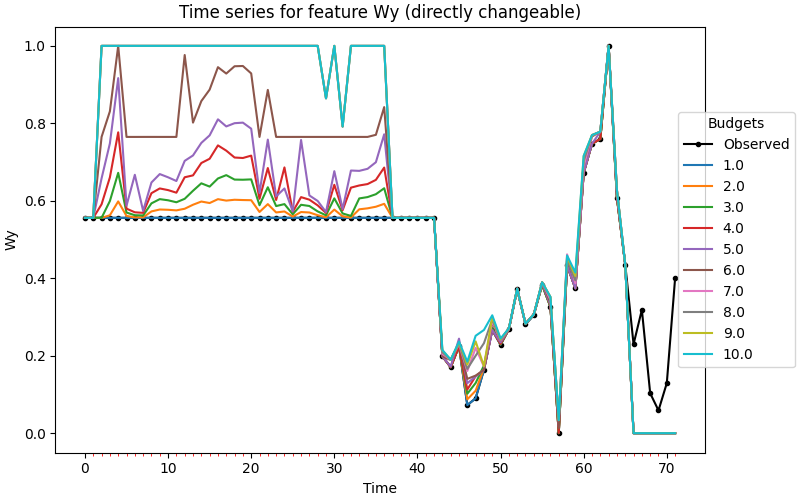 Time series for feature Wy (directly changeable)
1.0
0.8
0.6
0.4
0.2
0.0
Wy
0 10 20 30 40 50 60 70
Time
Budgets
Observed
1.0
2.0
3.0
4.0
5.0
6.0
7.0
8.0
9.0
10.0